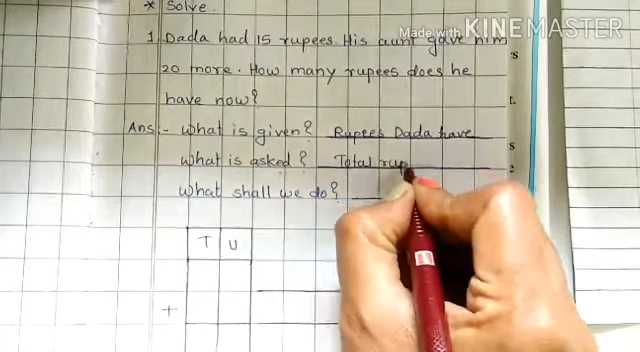 * Solve.
Made with KINEMASTER
1 Dada had 15 rupees. His aunt gave him
20 more. How many rupees does he
have now?
Ans:- What is given? Rupees Dada have
What is asked? Total rup
What shall we do?
T U
+